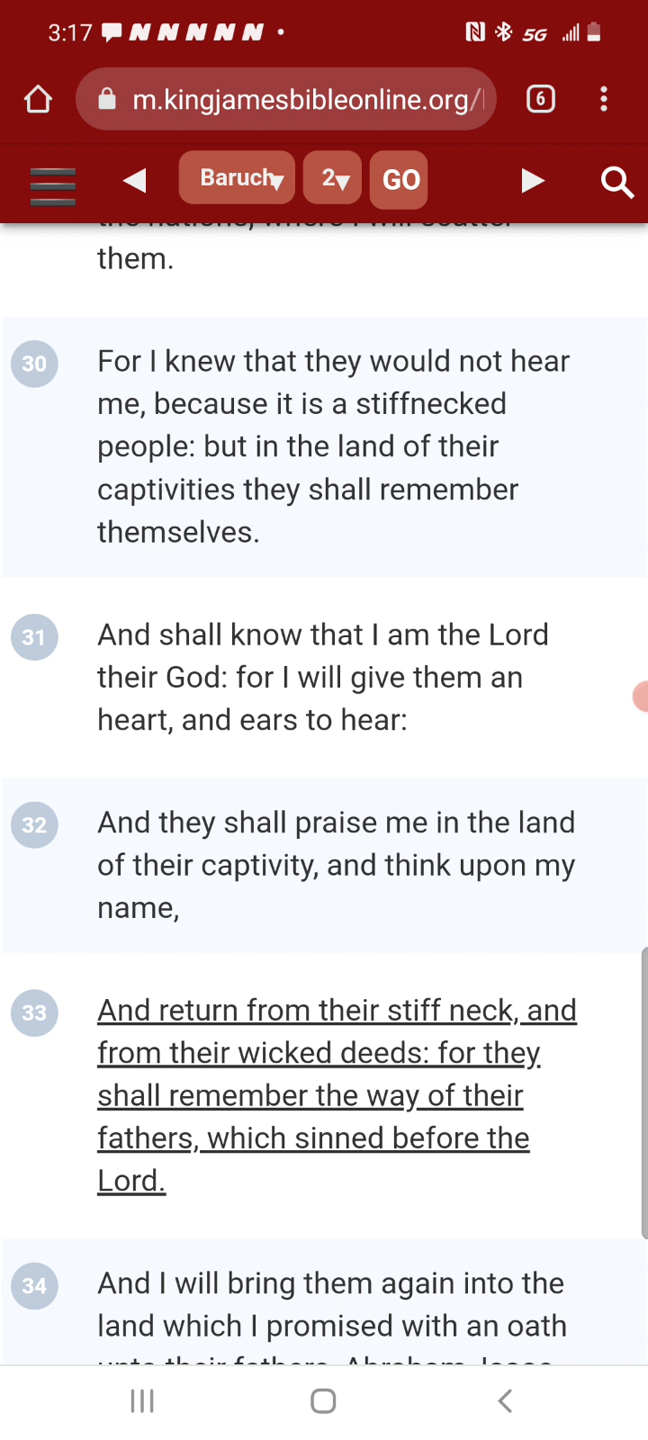 3:17 N N N N N •
N 5G
m.kingjamesbibleonline.org/
6
Baruch 2 GO
them.
30 For I knew that they would not hear
me, because it is a stiffnecked
people: but in the land of their
captivities they shall remember
themselves.
31 And shall know that I am the Lord
their God: for I will give them an
heart, and ears to hear:
32 And they shall praise me in the land
of their captivity, and think upon my
name,
33 And return from their stiff neck, and
from their wicked deeds: for they
shall remember the way of their
fathers, which sinned before the
Lord.
34 And I will bring them again into the
land which I promised with an oath